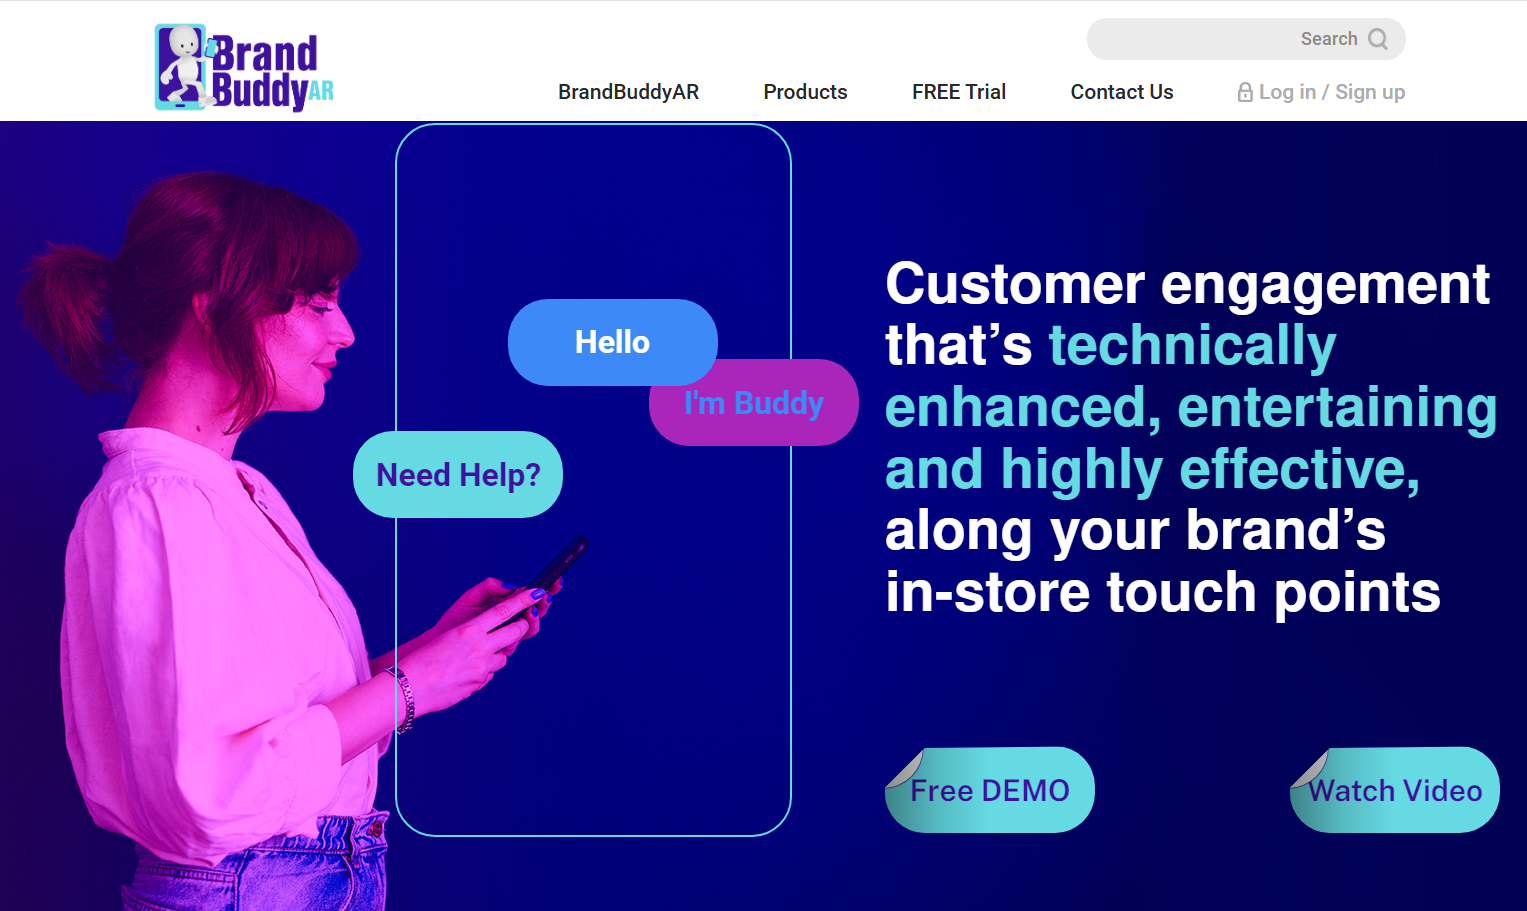 Brand
BuddyAR
Search
BrandBuddyAR
Products
FREE Trial
Contact Us
Log in / Sign up
Hello
I'm Buddy
Need Help?
Customer engagement
that’s technically
enhanced, entertaining
and highly effective,
along your brand’s
in-store touch points
Free DEMO
Watch Video